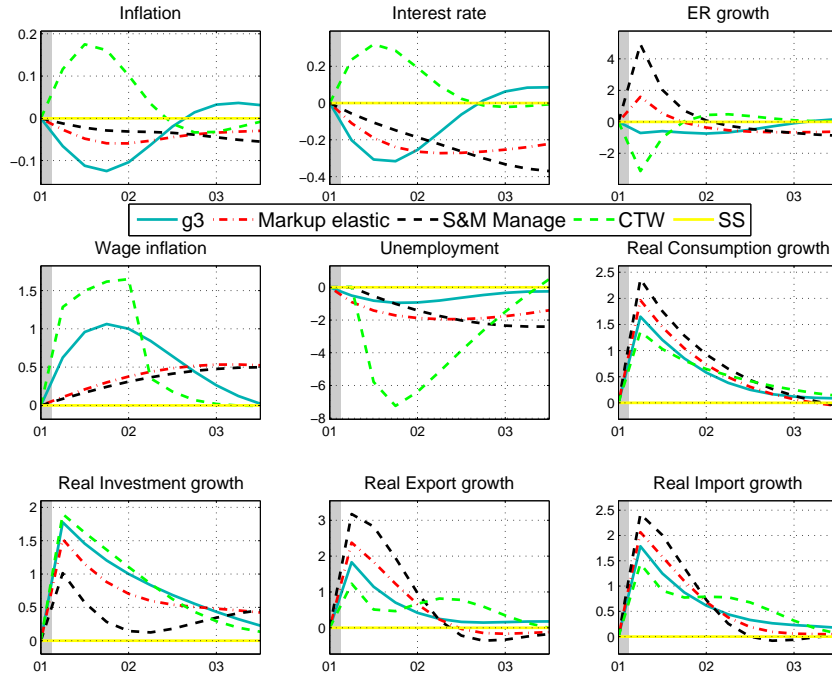 Inflation Interest rate ER growth
0.2 0.1 0 −0.1
0.2 0 −0.2 −0.4
4 2 0 −2
01 02 03 01 02 03 01 02 03
g3 Markup elastic S&M Manage CTW SS
Wage inflation Unemployment Real Consumption growth
1.5 1 0.5 0
0 −2 −4 −6 −8
2.5 2 1.5 1 0.5 0
01 02 03 01 02 03 01 02 03
Real Investment growth Real Export growth Real Import growth
2 1.5 1 0.5 0
3 2 1 0
2.5 2 1.5 1 0.5 0
01 02 03 01 02 03 01 02 03